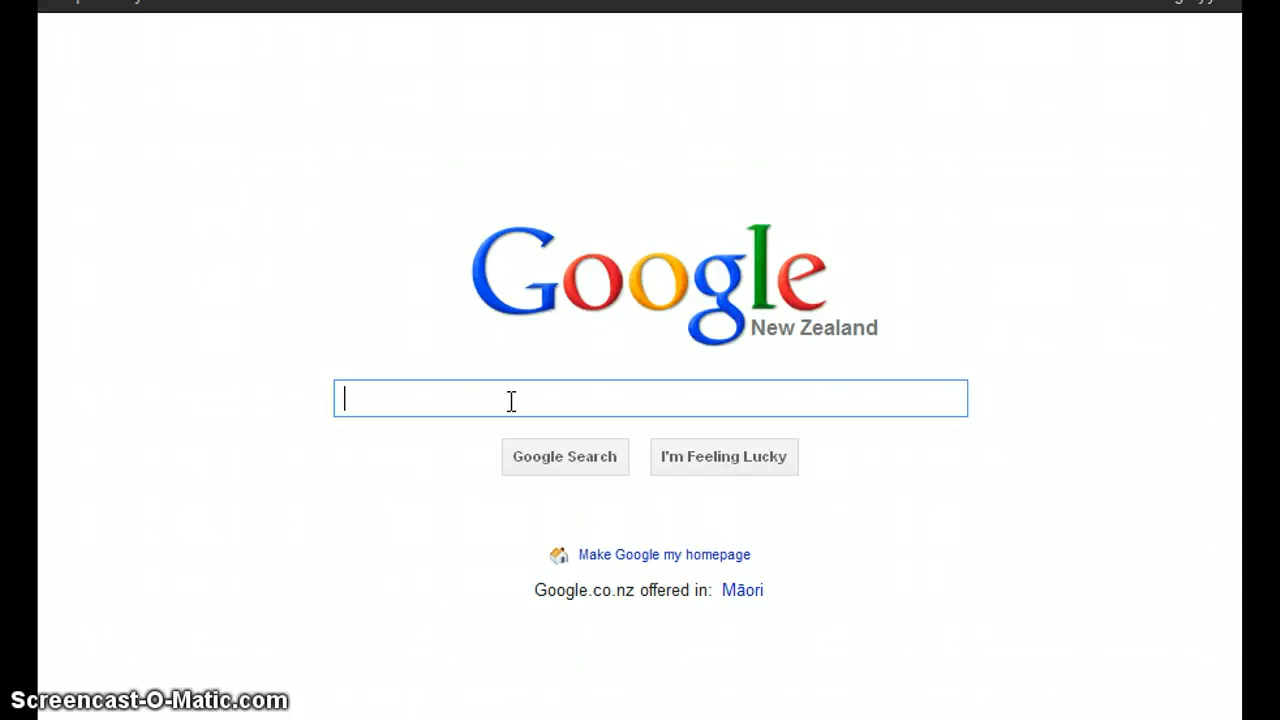 Google
New Zealand
Google Search
I'm Feeling Lucky
Make Google my homepage
Google.co.nz offered in: Māori
Screencast-O-Matic.com